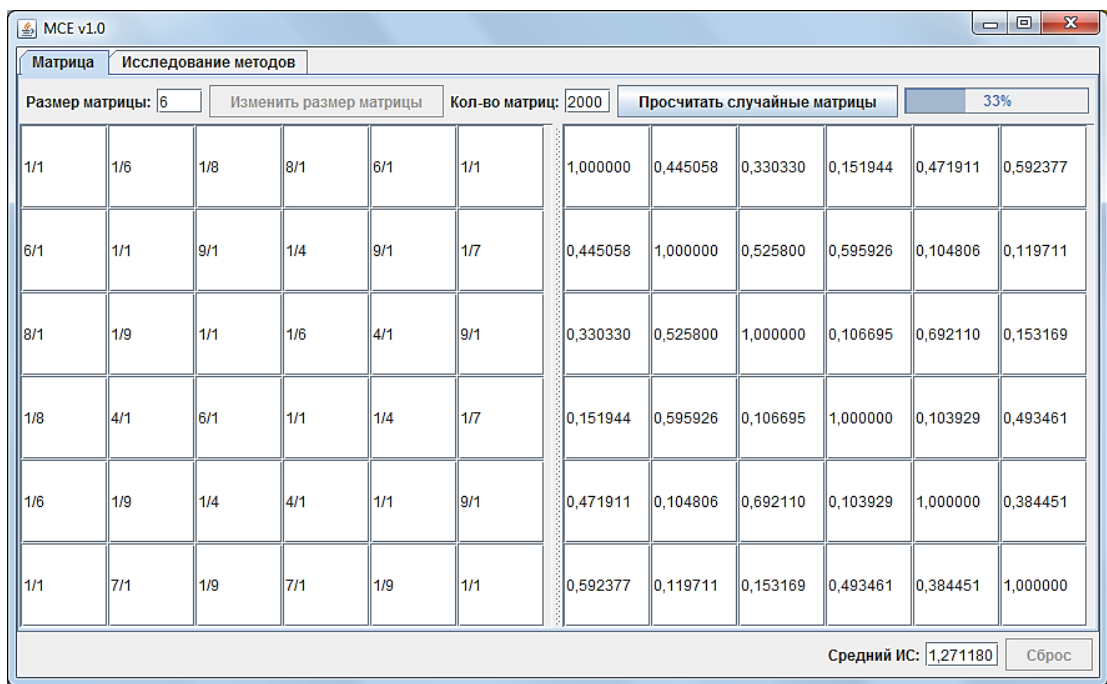 MCE v1.0
Матрица Исследование методов
Размер матрицы: 6 Изменить размер матрицы Кол-во матриц: 2000 Просчитать случайные матрицы 33%
1/1 1/6 1/8 8/1 6/1 1/1 1,000000 0,445058 0,330330 0,151944 0,471911 0,592377
6/1 1/1 9/1 1/4 9/1 1/7 0,445058 1,000000 0,525800 0,595926 0,104806 0,119711
8/1 1/9 1/1 1/6 4/1 9/1 0,330330 0,525800 1,000000 0,106695 0,692110 0,153169
1/8 4/1 6/1 1/1 1/4 1/7 0,151944 0,595926 0,106695 1,000000 0,103929 0,493461
1/6 1/9 1/4 4/1 1/1 9/1 0,471911 0,104806 0,692110 0,103929 1,000000 0,384451
1/1 7/1 1/9 7/1 1/9 1/1 0,592377 0,119711 0,153169 0,493461 0,384451 1,000000
Средний ИС: 1,271180 Сброс